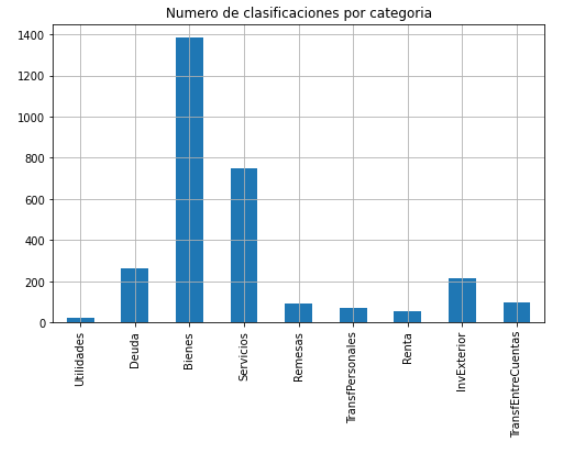 Numero de clasificaciones por categoria
1400
1200
1000
800
600
400
200
0
Utilidades
Deuda
Bienes
Servicios
Remesas
TransfPersonales
Renta
InvExterior
TransfEntreCuentas